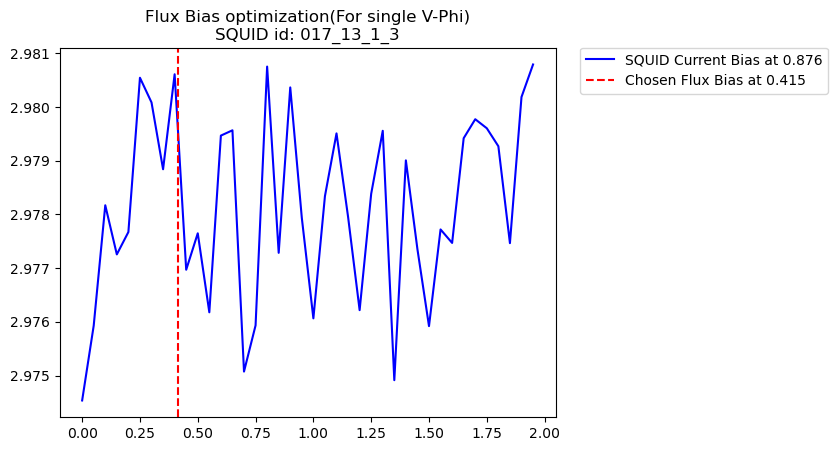 Flux Bias optimization(For single V-Phi)
SQUID id: 017_13_1_3
2.981
2.980
2.979
2.978
2.977
2.976
2.975
0.00 0.25 0.50 0.75 1.00 1.25 1.50 1.75 2.00
SQUID Current Bias at 0.876
Chosen Flux Bias at 0.415